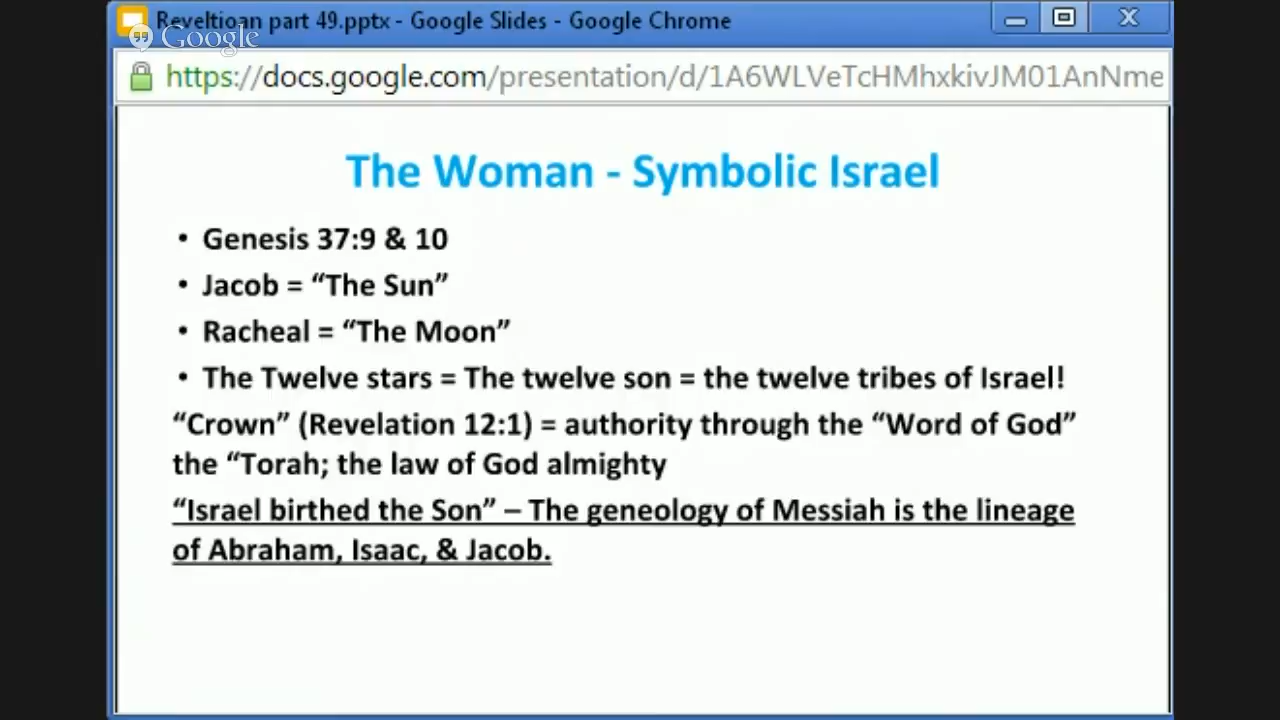 Reveltioan part 49.pptx - Google Slides - Google Chrome
Google
https://docs.google.com/presentation/d/1A6WLVeTcHMhxkivJM01AnNme
The Woman - Symbolic Israel
• Genesis 37:9 & 10
• Jacob = “The Sun”
• Racheal = “The Moon”
• The Twelve stars = The twelve son = the twelve tribes of Israel!
“Crown” (Revelation 12:1) = authority through the “Word of God”
the “Torah; the law of God almighty
“Israel birthed the Son” – The geneology of Messiah is the lineage
of Abraham, Isaac, & Jacob.